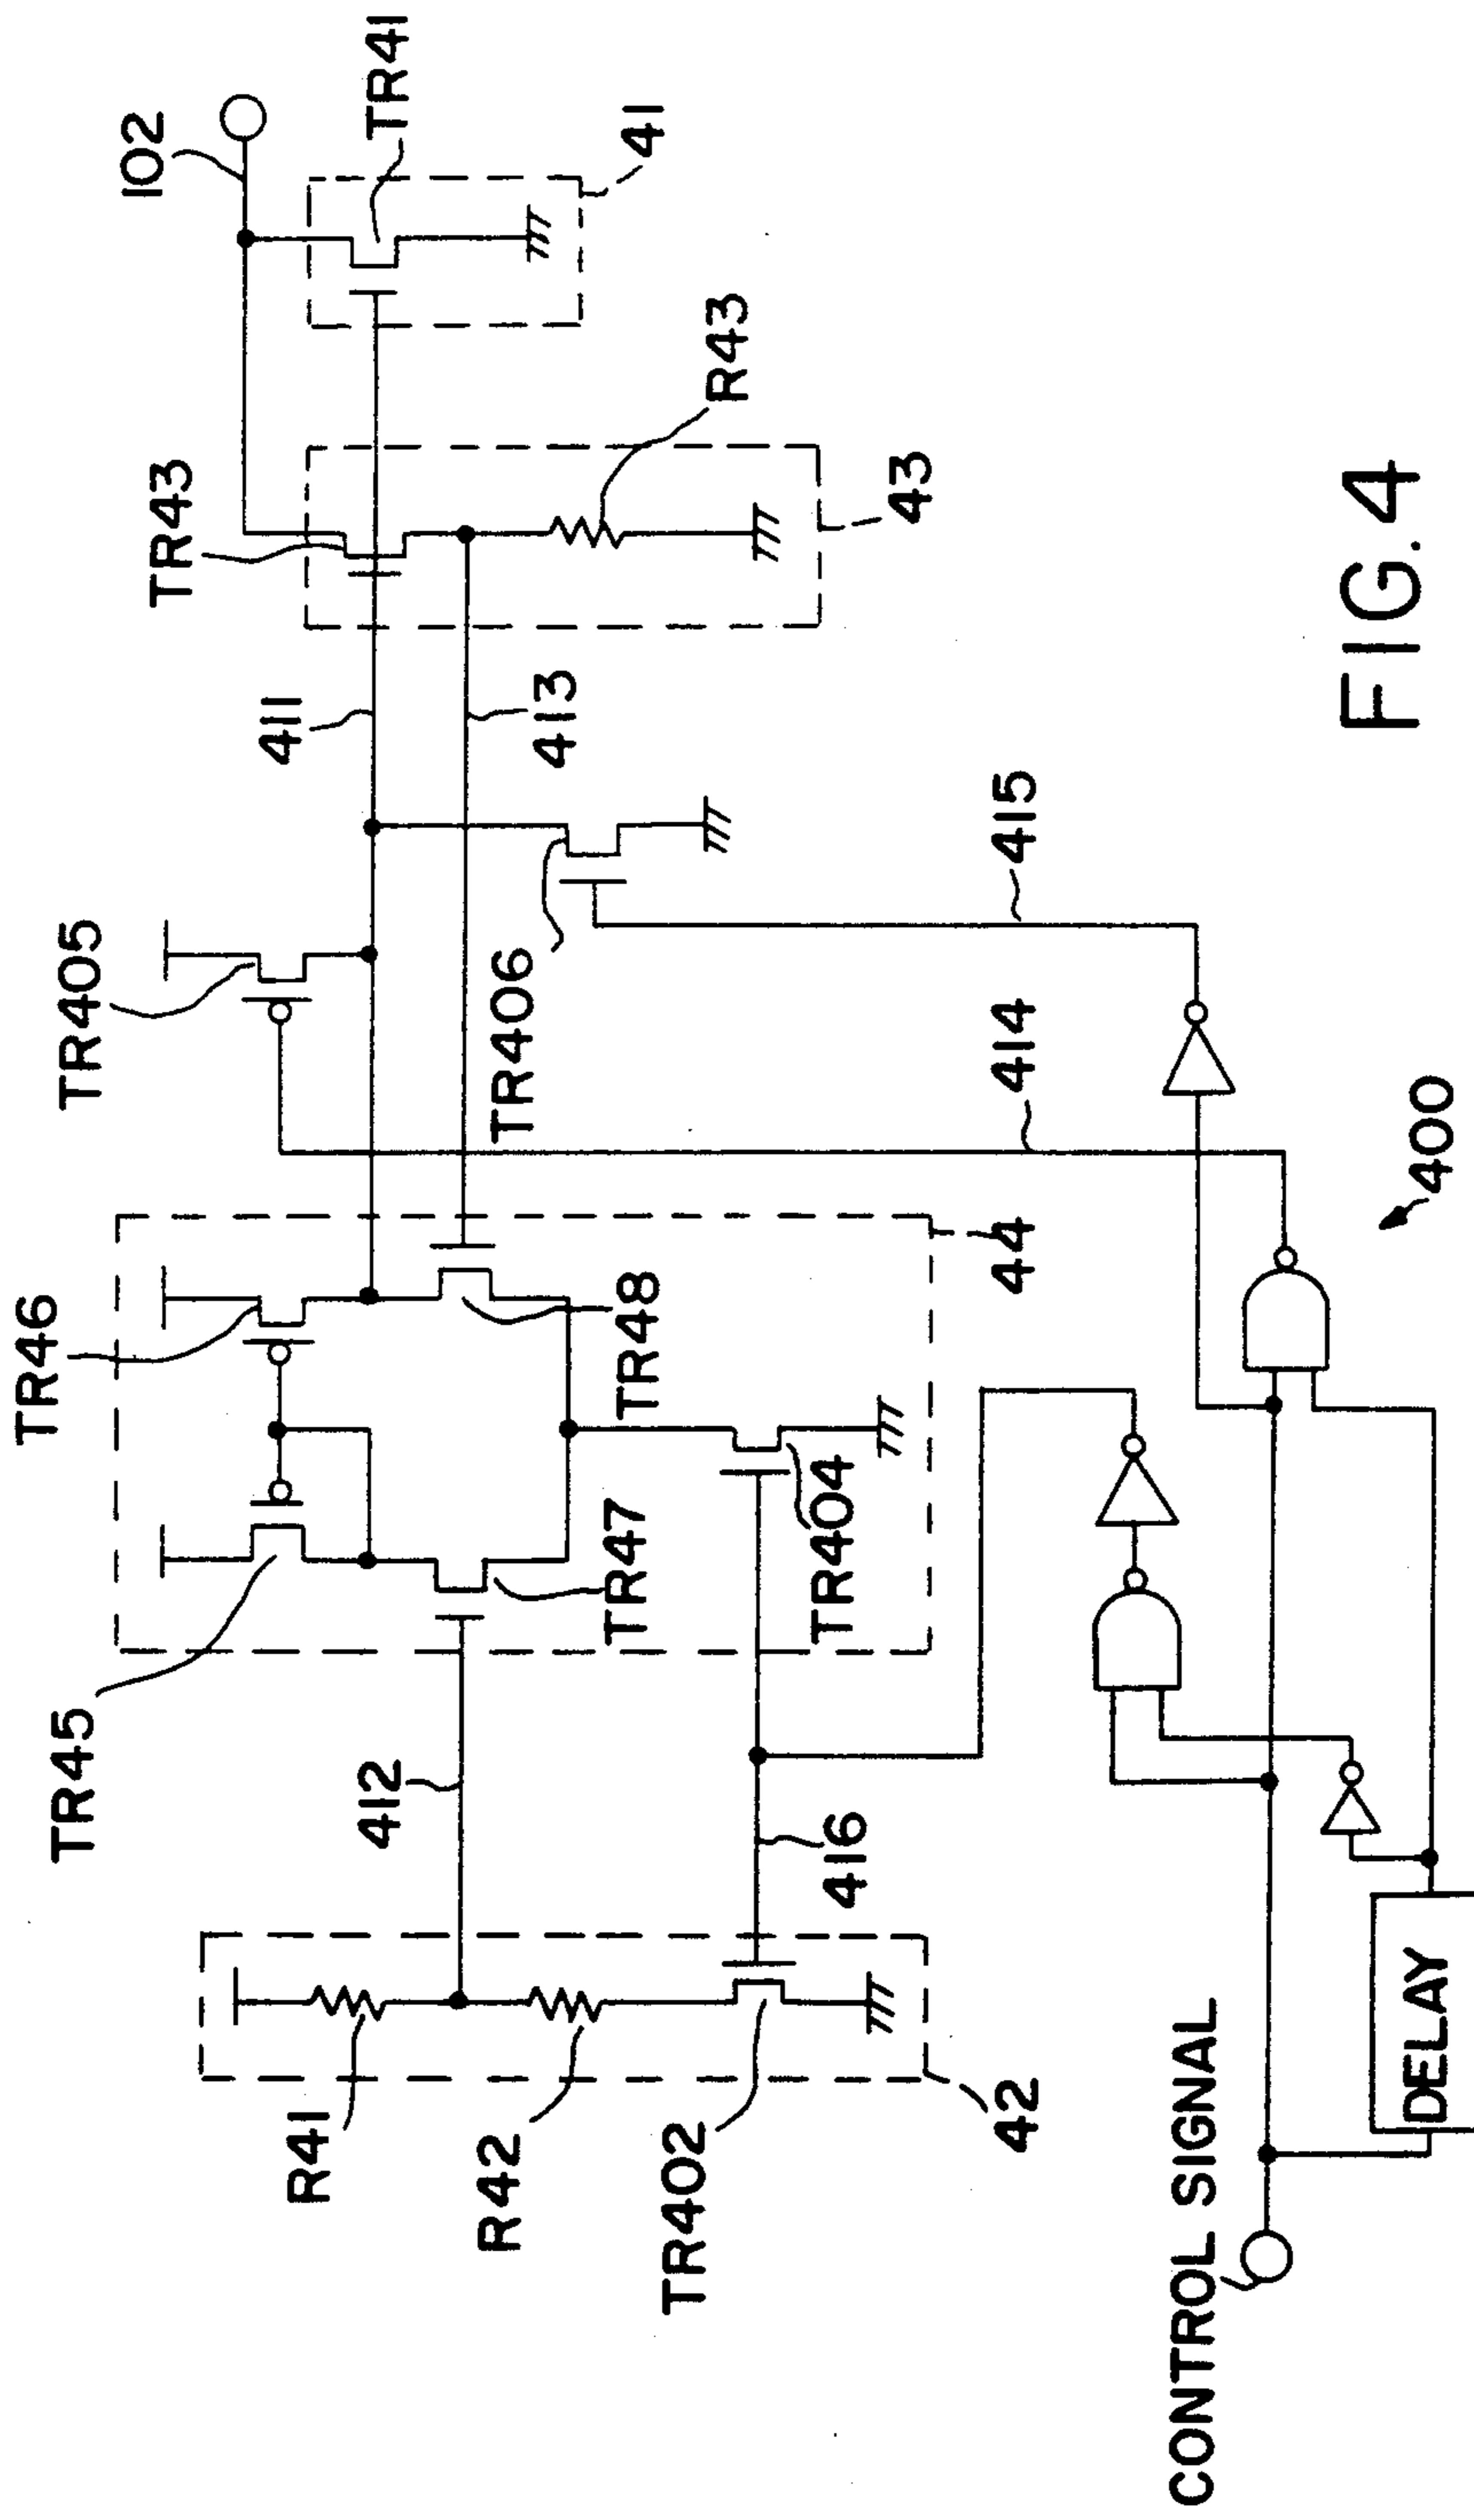 102
TR41
41
TR43
R43
43
411
413
TR405
TR406
415
414
TR46
TR48
44
400
TR45
TR47
TR404
412
416
R41
R42
TR402
42
CONTROL SIGNAL
DELAY
FIG.4